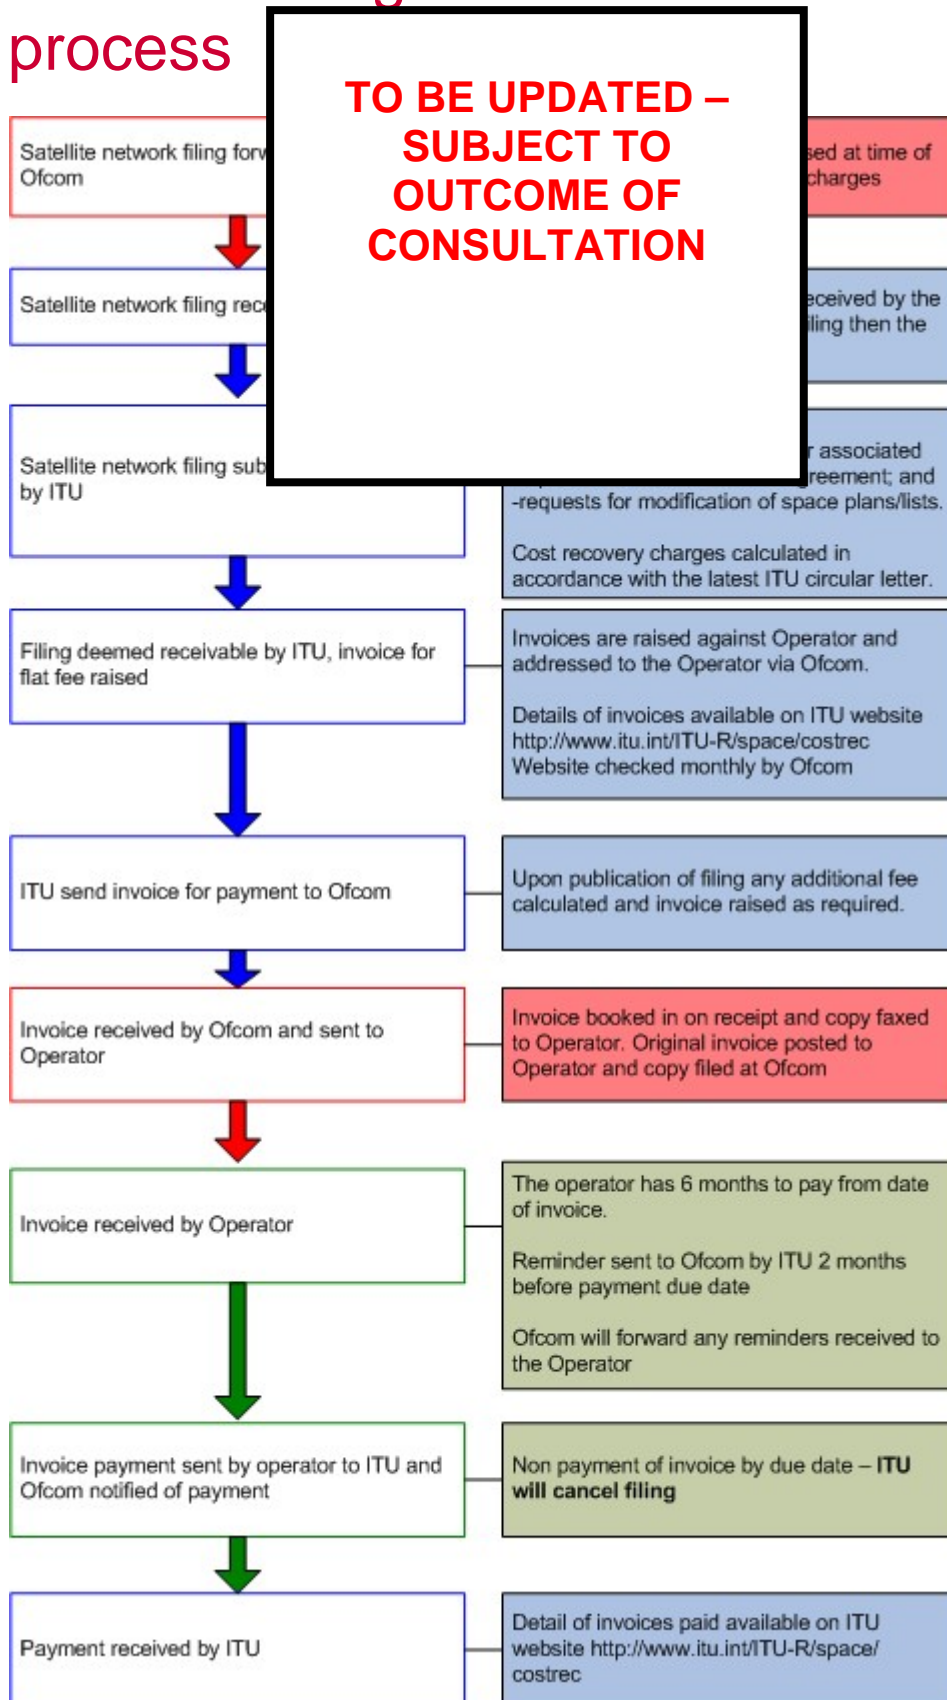 process
TO BE UPDATED –
SUBJECT TO
OUTCOME OF
CONSULTATION
Satellite network filing
Ofcom
at time of
charges
Satellite network filing
received by the
filing then the
Satellite network filing
by ITU
associated
and
-requests for modification of space plans/lists.
Cost recovery charges calculated in
accordance with the latest ITU circular letter.
Filing deemed receivable by ITU, invoice for
flat fee raised
Invoices are raised against Operator and
addressed to the Operator via Ofcom.
Details of invoices available on ITU website
http://www.itu.int/ITU-R/space/costrec
Website checked monthly by Ofcom
ITU send invoice for payment to Ofcom
Upon publication of filing any additional fee
calculated and invoice raised as required.
Invoice received by Ofcom and sent to
Operator
Invoice booked in on receipt and copy faxed
to Operator. Original invoice posted to
Operator and copy filed at Ofcom
Invoice received by Operator
The operator has 6 months to pay from date
of invoice.
Reminder sent to Ofcom by ITU 2 months
before payment due date
Ofcom will forward any reminders received to
the Operator
Invoice payment sent by operator to ITU and
Ofcom notified of payment
Non payment of invoice by due date – ITU
will cancel filing
Payment received by ITU
Detail of invoices paid available on ITU
website http://www.itu.int/ITU-R/space/
costrec